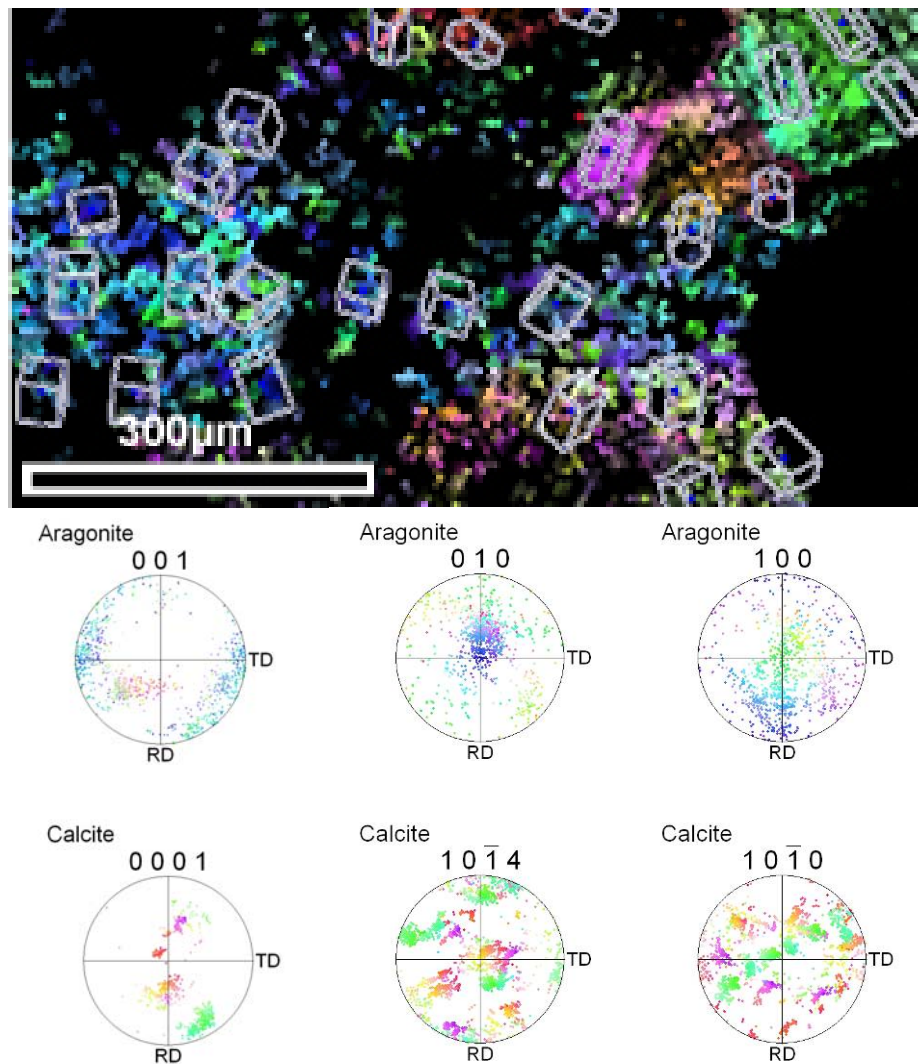 300µm
Aragonite Aragonite Aragonite
0 0 1 0 1 0 1 0 0
TD TD TD
RD RD RD
Calcite Calcite Calcite
0 0 0 1 1 0 1̅ 4 1 0 1̅ 0
TD TD TD
RD RD RD